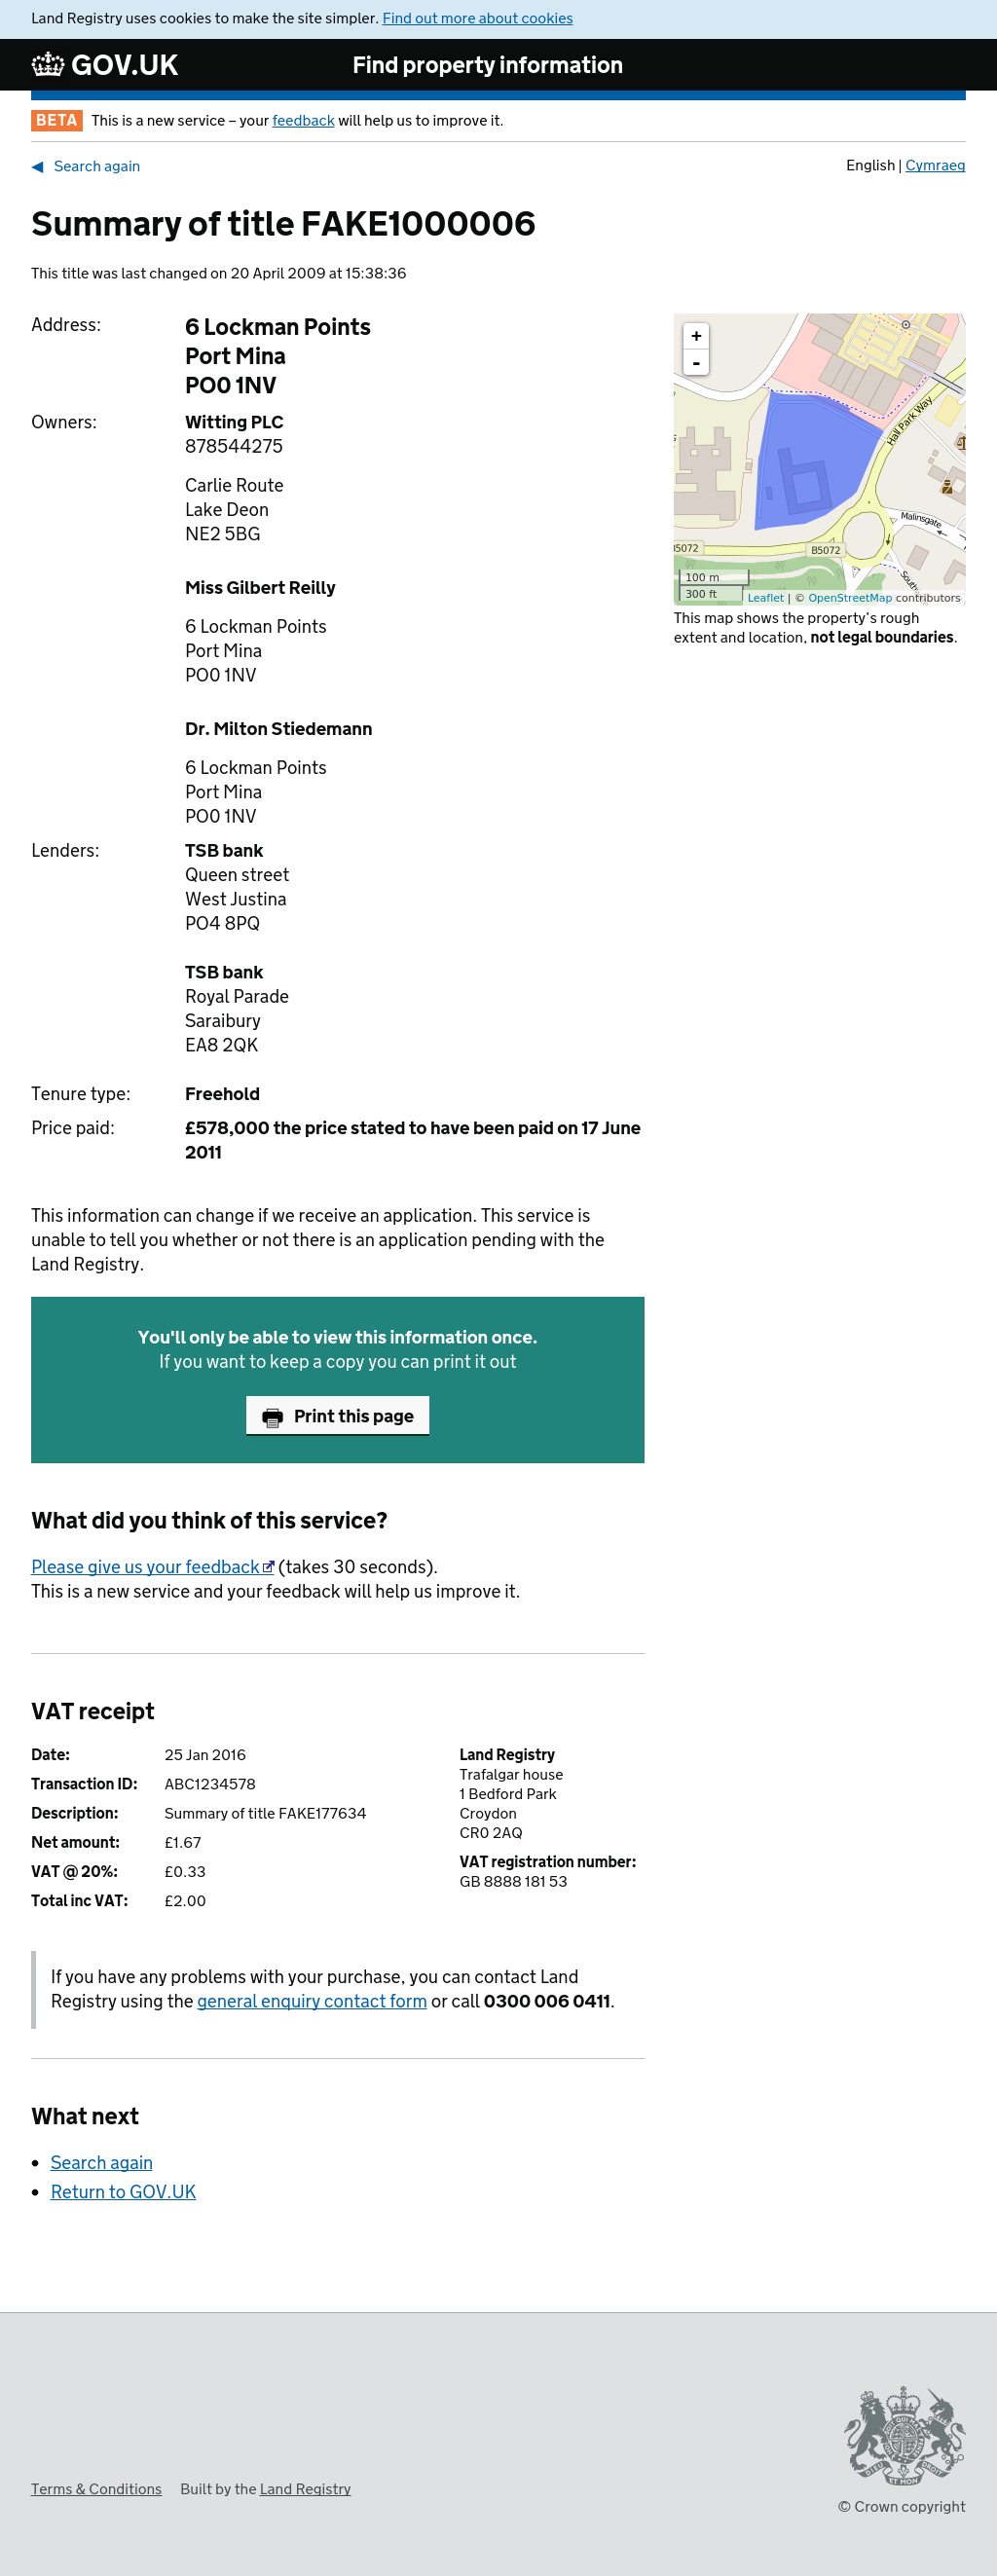 Land Registry uses cookies to make the site simpler. Find out more about cookies
GOV.UK
Find property information
BETA This is a new service – your feedback will help us to improve it.
Search again
English | Cymraeg
Summary of title FAKE1000006
This title was last changed on 20 April 2009 at 15:38:36
Address:
6 Lockman Points
Port Mina
PO0 1NV
Owners:
Witting PLC
878544275
Carlie Route
Lake Deon
NE2 5BG
Miss Gilbert Reilly
6 Lockman Points
Port Mina
PO0 1NV
Dr. Milton Stiedemann
6 Lockman Points
Port Mina
PO0 1NV
Lenders:
TSB bank
Queen street
West Justina
PO4 8PQ
TSB bank
Royal Parade
Saraibury
EA8 2QK
Tenure type:
Freehold
Price paid:
£578,000 the price stated to have been paid on 17 June
2011
+
-
Hall Park Way
Malinsgate
B5072
B5072
100 m
300 ft
Leaflet | © OpenStreetMap contributors
This map shows the property's rough
extent and location, not legal boundaries.
This information can change if we receive an application. This service is
unable to tell you whether or not there is an application pending with the
Land Registry.
You'll only be able to view this information once.
If you want to keep a copy you can print it out
Print this page
What did you think of this service?
Please give us your feedback (takes 30 seconds).
This is a new service and your feedback will help us improve it.
VAT receipt
Date: 25 Jan 2016
Transaction ID: ABC1234578
Description: Summary of title FAKE177634
Net amount: £1.67
VAT @ 20%: £0.33
Total inc VAT: £2.00
Land Registry
Trafalgar house
1 Bedford Park
Croydon
CR0 2AQ
VAT registration number:
GB 8888 181 53
If you have any problems with your purchase, you can contact Land
Registry using the general enquiry contact form or call 0300 006 0411.
What next
Search again
Return to GOV.UK
Terms & Conditions
Built by the Land Registry
DIEU ET MON DROIT
© Crown copyright